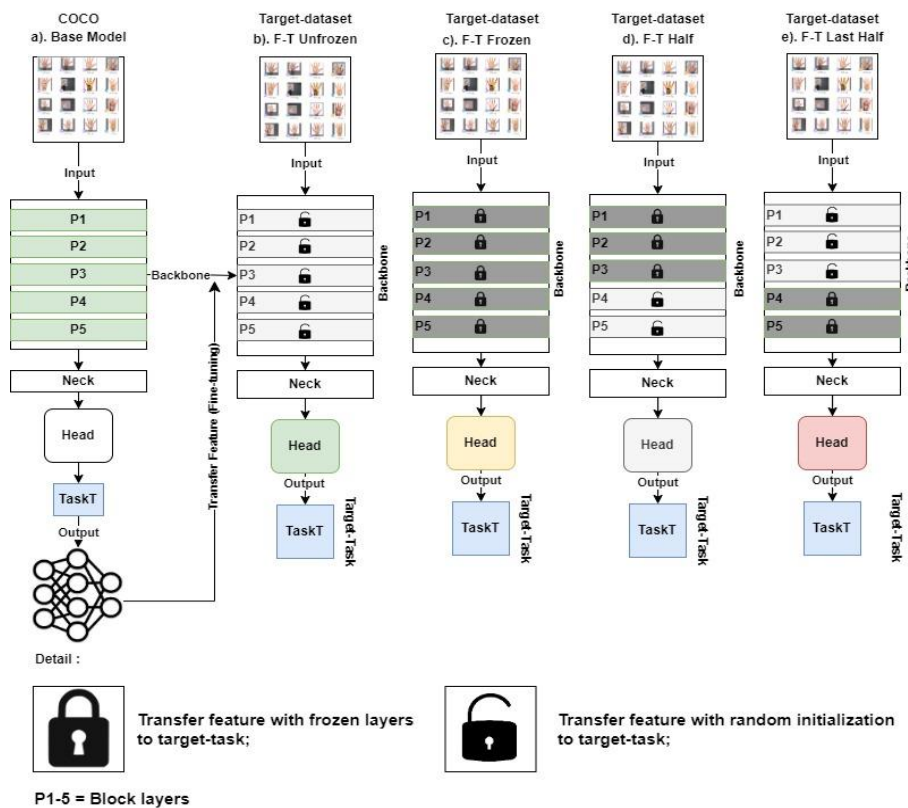 COCO
a). Base Model
Target-dataset
b). F-T Unfrozen
Target-dataset
c). F-T Frozen
Target-dataset
d). F-T Half
Target-dataset
e). F-T Last Half
Input
Input
Input
Input
Input
P1
P2
P3
P4
P5
Backbone
P1
P2
P3
P4
P5
Backbone
P1
P2
P3
P4
P5
Backbone
P1
P2
P3
P4
P5
Backbone
P1
P2
P3
P4
P5
Backbone
Neck
Neck
Neck
Neck
Neck
Transfer Feature (Fine-tuning)
Head
Head
Head
Head
Head
TaskT
Output
Output
TaskT
Target-Task
Output
TaskT
Target-Task
Output
TaskT
Target-Task
Output
TaskT
Target-Task
Detail :
Transfer feature with frozen layers
to target-task;
Transfer feature with random initialization
to target-task;
P1-5 = Block layers